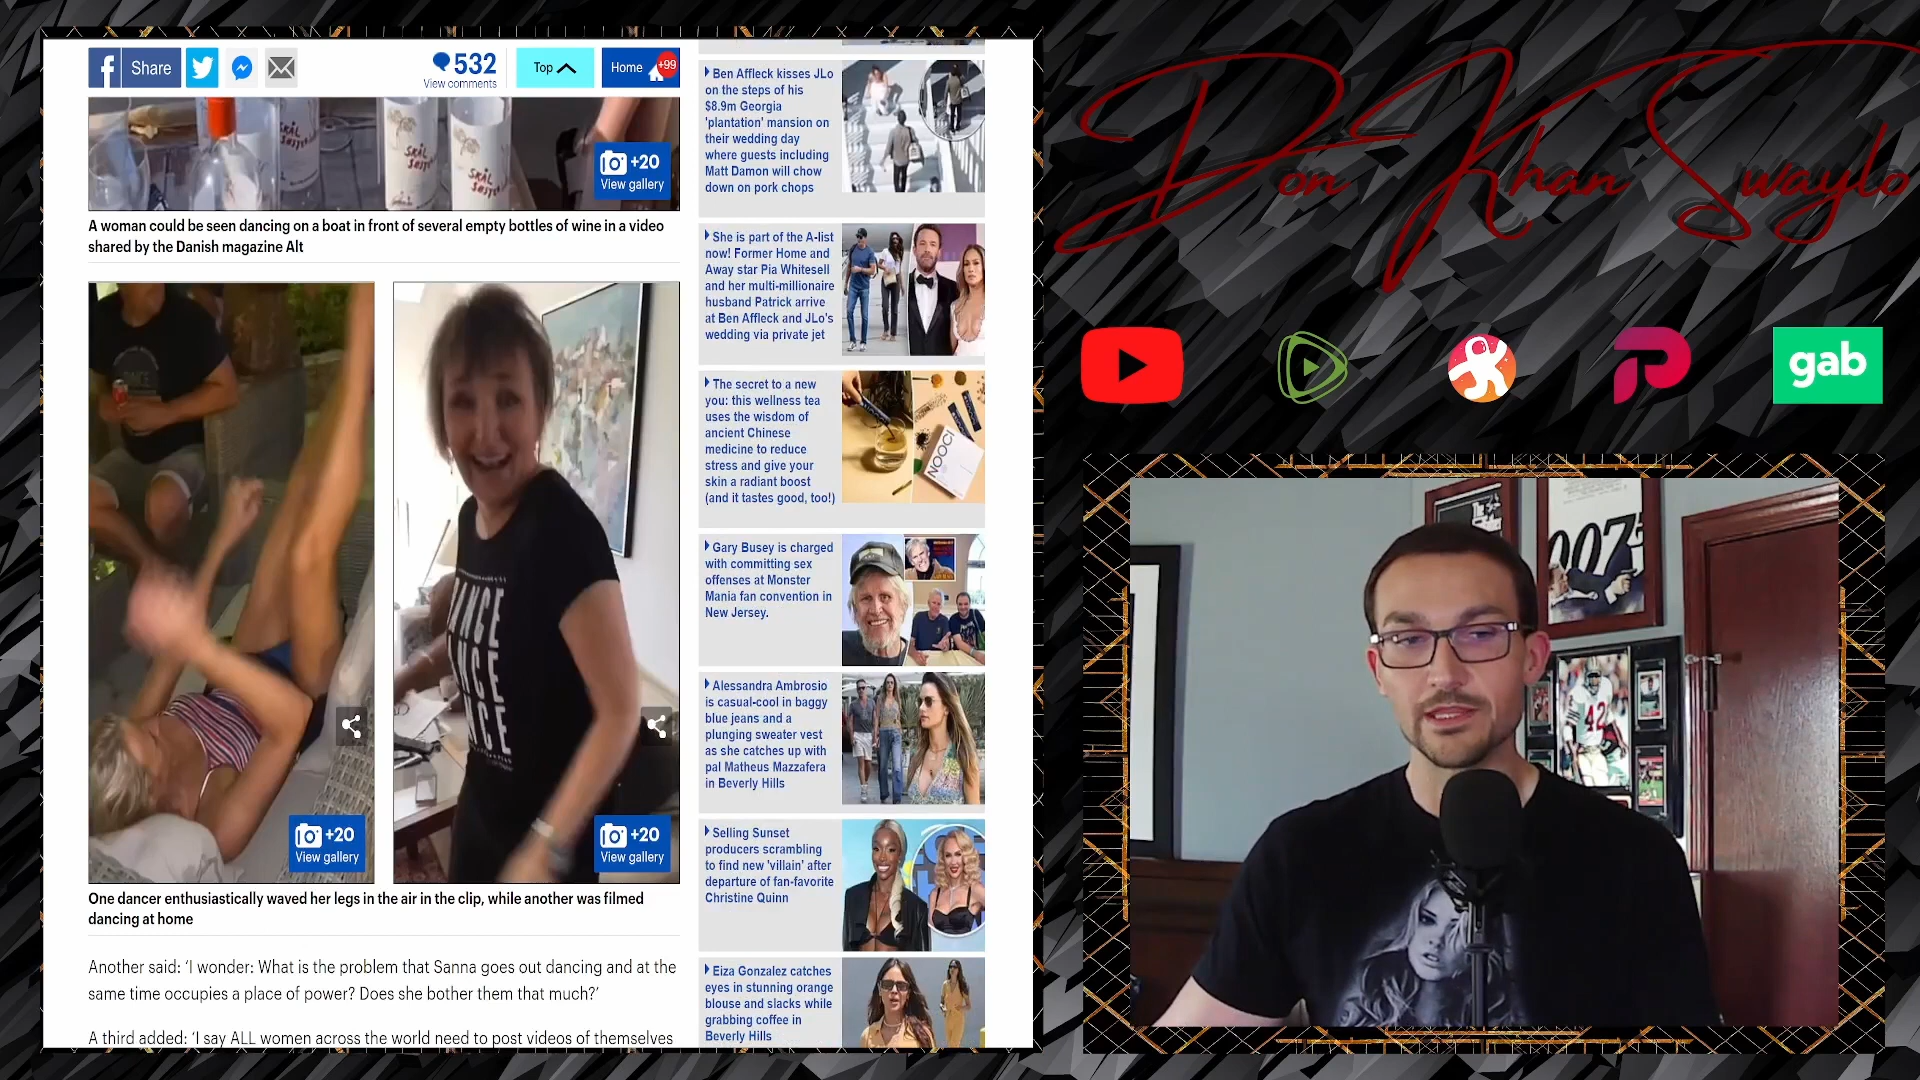 Share
532
View comments
Top
Home
+99
SKÅL
SKÅL
SKÅL
+20
View gallery
A woman could be seen dancing on a boat in front of several empty bottles of wine in a video
shared by the Danish magazine Alt
DANCE
+20
View gallery
+20
View gallery
One dancer enthusiastically waved her legs in the air in the clip, while another was filmed
dancing at home
Another said: ‘I wonder: What is the problem that Sanna goes out dancing and at the
same time occupies a place of power? Does she bother them that much?’
A third added: ‘I say ALL women across the world need to post videos of themselves
Ben Affleck kisses JLo
on the steps of his
$8.9m Georgia
'plantation' mansion on
their wedding day
where guests including
Matt Damon will chow
down on pork chops
She is part of the A-list
now! Former Home and
Away star Pia Whitesell
and her multi-millionaire
husband Patrick arrive
at Ben Affleck and JLo's
wedding via private jet
The secret to a new
you: this wellness tea
uses the wisdom of
ancient Chinese
medicine to reduce
stress and give your
skin a radiant boost
(and it tastes good, too!)
NOOCI
Gary Busey is charged
with committing sex
offenses at Monster
Mania fan convention in
New Jersey.
Alessandra Ambrosio
is casual-cool in baggy
blue jeans and a
plunging sweater vest
as she catches up with
pal Matheus Mazzafera
in Beverly Hills
Selling Sunset
producers scrambling
to find new 'villain' after
departure of fan-favorite
Christine Quinn
Eiza Gonzalez catches
eyes in stunning orange
blouse and slacks while
grabbing coffee in
Beverly Hills
Don Khan Swaylo
gab
The
007
42